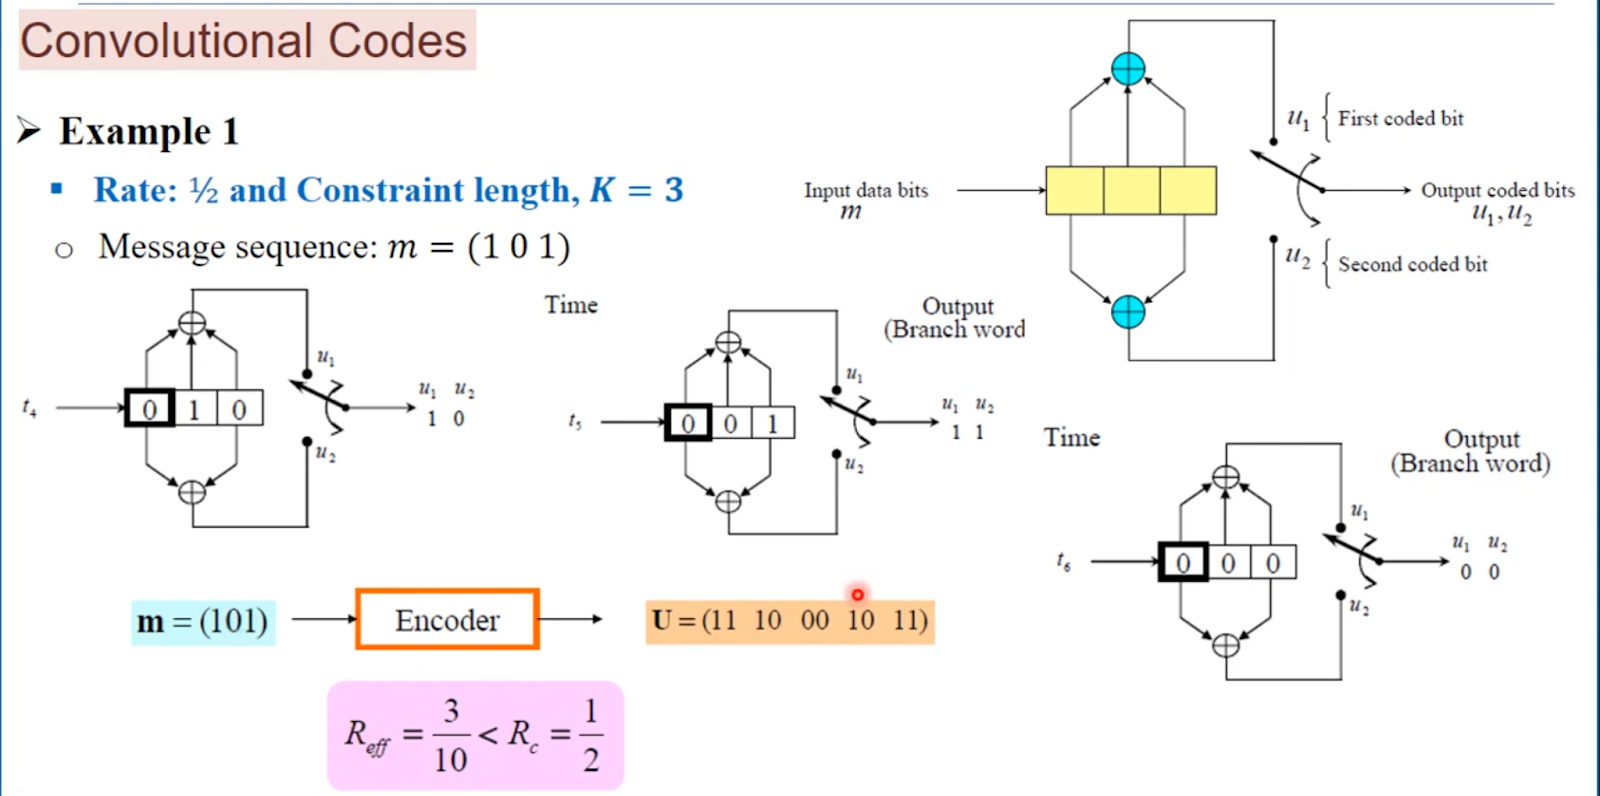 Convolutional Codes
➤ Example 1
▪ Rate: ½ and Constraint length, K = 3
○ Message sequence: m = (1 0 1)
Input data bits
m
u₁ { First coded bit
Output coded bits
u₁, u₂
u₂ { Second coded bit
t₄
0 1 0
u₁
u₂
u₁ u₂
1 0
Time
Output
(Branch word
t₅
0 0 1
u₁
u₂
u₁ u₂
1 1
Time
Output
(Branch word)
t₆
0 0 0
u₁
u₂
u₁ u₂
0 0
m = (101)
Encoder
U = (11 10 00 10 11)
R_eff = 3/10 < R_c = 1/2